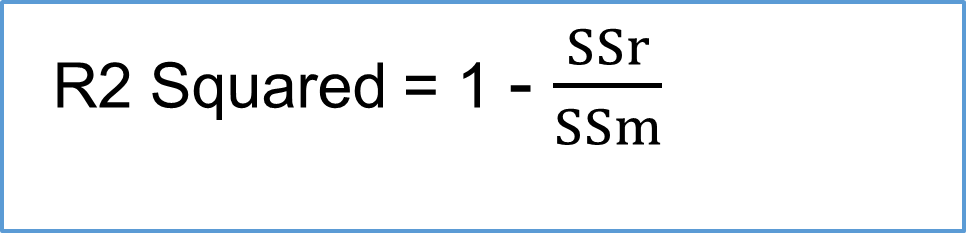 R2 Squared = 1 - SSr
SSm